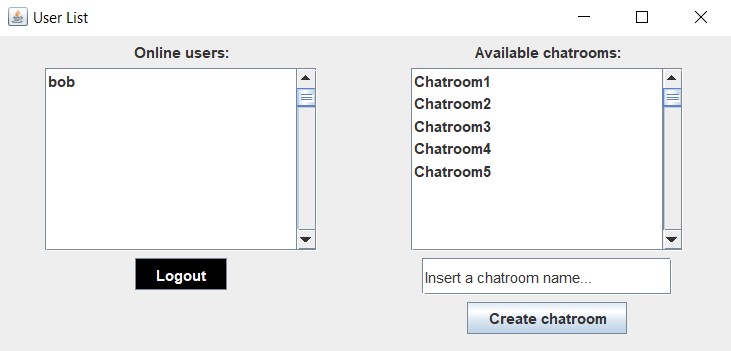 User List
Online users:
bob
Logout
Available chatrooms:
Chatroom1
Chatroom2
Chatroom3
Chatroom4
Chatroom5
Insert a chatroom name...
Create chatroom